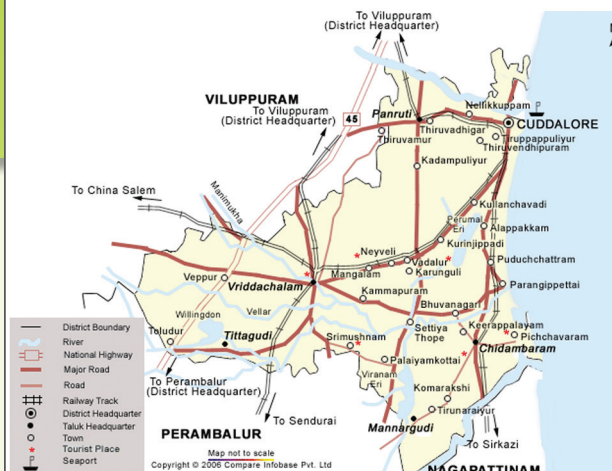 To Viluppuram
(District Headquarter)
VILUPPURAM
To Viluppuram
(District Headquarter)
45
Panruti
Nellikkuppam
CUDDALORE
Thiruvadhigar
Thiruvamur
Tiruppappuliyur
Thiruvendhipuram
Kadampuliyur
To China Salem
Manimukha
Kullanchavadi
Perumal
Eri
Alappakkam
Kurinjippadi
Neyveli
Vadalur
Puduchchattram
Mangalam
Karunguli
Veppur
Vriddachalam
Parangippettai
Kammapuram
Bhuvanagari
Willingdon
Vellar
Settiya
Thope
Keerappalayam
Pichchavaram
Toludur
Tittagudi
Srimushnam
Chidambaram
Palaiyamkottai
Viranam
Eri
To Perambalur
(District Headquarter)
Komarakshi
Tirunaraiyur
To Sendurai
Mannargudi
PERAMBALUR
To Sirkazi
NAGAPATTINAM
District Boundary
River
National Highway
Major Road
Road
Railway Track
District Headquarter
Taluk Headquarter
Town
Tourist Place
Seaport
Map not to scale
Copyright © 2006 Compare Infobase Pvt. Ltd